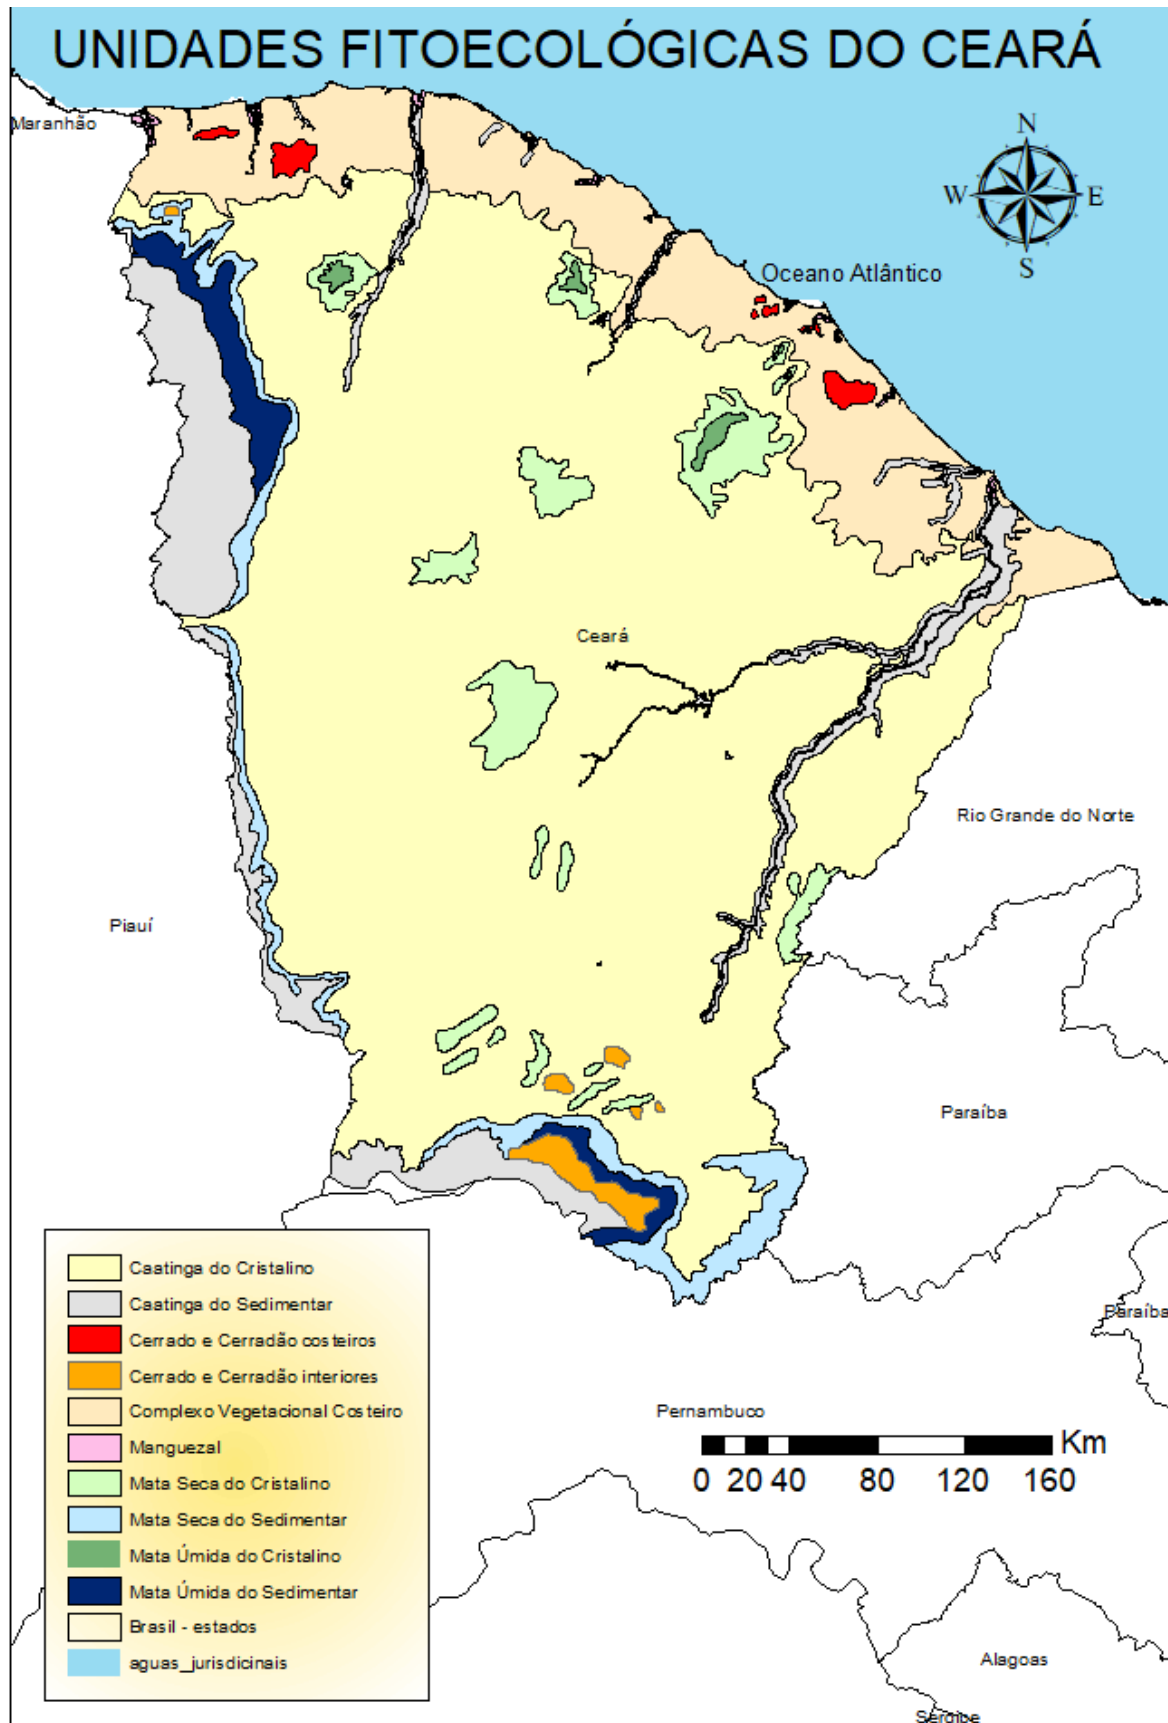 UNIDADES FITOECOLÓGICAS DO CEARÁ
Maranhão
N
W
E
S
Oceano Atlântico
Ceará
Rio Grande do Norte
Piauí
Paraíba
Caatinga do Cristalino
Caatinga do Sedimentar
Cerrado e Cerradão costeiros
Cerrado e Cerradão interiores
Complexo Vegetacional Costeiro
Manguezal
Mata Seca do Cristalino
Mata Seca do Sedimentar
Mata Úmida do Cristalino
Mata Úmida do Sedimentar
Brasil - estados
aguas_jurisdicinais
Paraíba
Pernambuco
Km
0 20 40 80 120 160
Alagoas
Sergipe